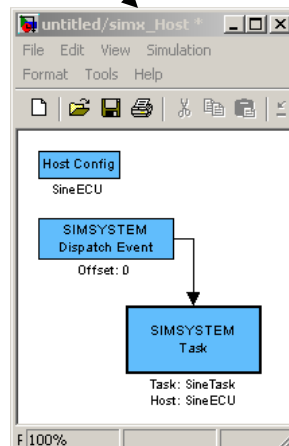 untitled/simx_Host *
File Edit View Simulation
Format Tools Help
Host Config
SineECU
SIMSYSTEM
Dispatch Event
Offset: 0
SIMSYSTEM
Task
Task: SineTask
Host: SineECU
F 100%